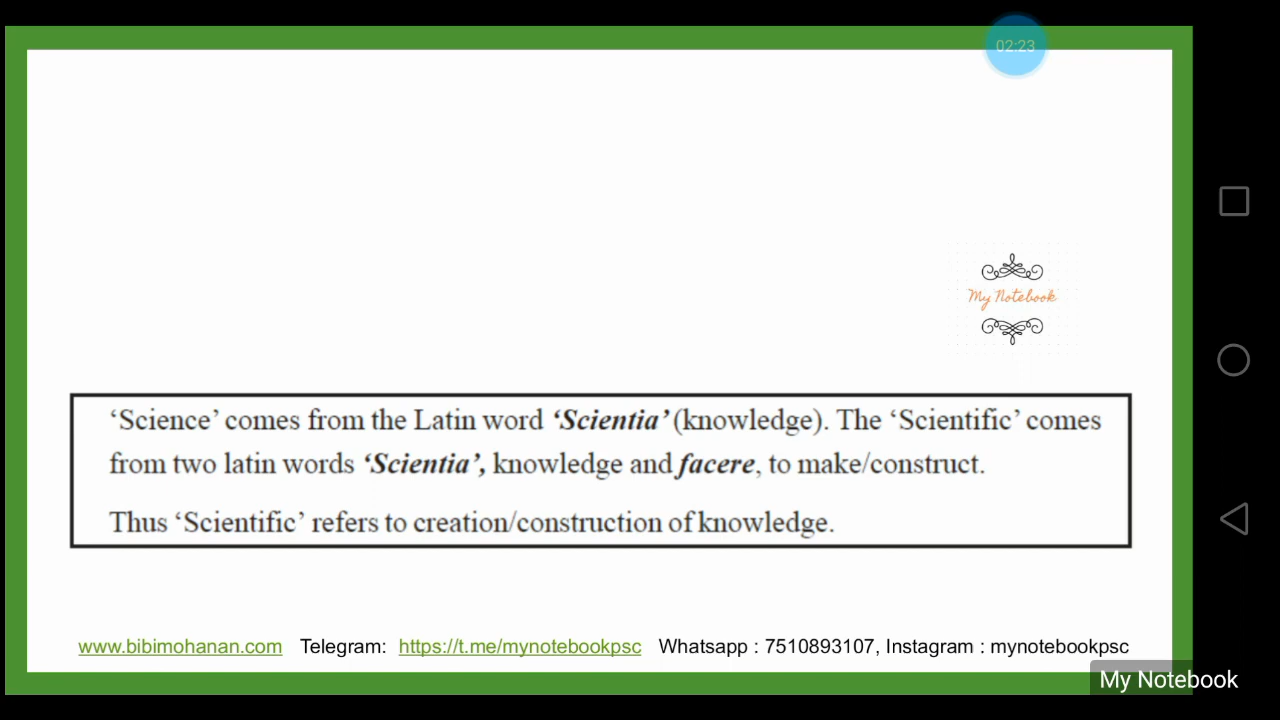 02:23
My Notebook
‘Science’ comes from the Latin word ‘Scientia’ (knowledge). The ‘Scientific’ comes
from two latin words ‘Scientia’, knowledge and facere, to make/construct.
Thus ‘Scientific’ refers to creation/construction of knowledge.
www.bibimohanan.com Telegram: https://t.me/mynotebookpsc Whatsapp : 7510893107, Instagram : mynotebookpsc
My Notebook